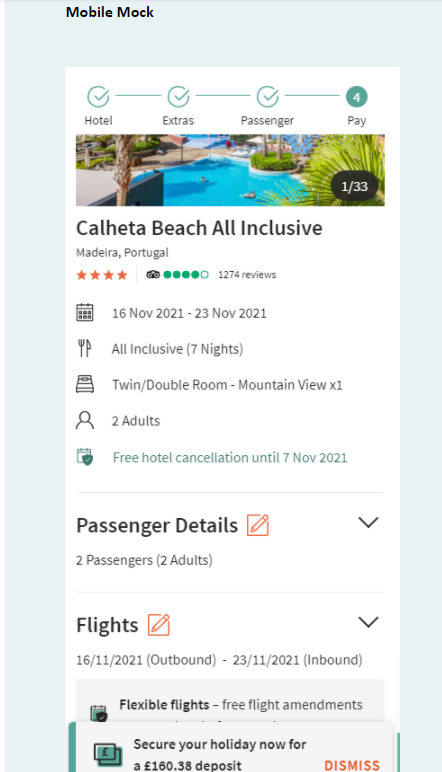 Mobile Mock
4
Hotel Extras Passenger Pay
1/33
Calheta Beach All Inclusive
Madeira, Portugal
1274 reviews
16 Nov 2021 - 23 Nov 2021
All Inclusive (7 Nights)
Twin/Double Room - Mountain View x1
2 Adults
Free hotel cancellation until 7 Nov 2021
Passenger Details
2 Passengers (2 Adults)
Flights
16/11/2021 (Outbound) - 23/11/2021 (Inbound)
Flexible flights – free flight amendments
£
Secure your holiday now for
a £160.38 deposit
DISMISS